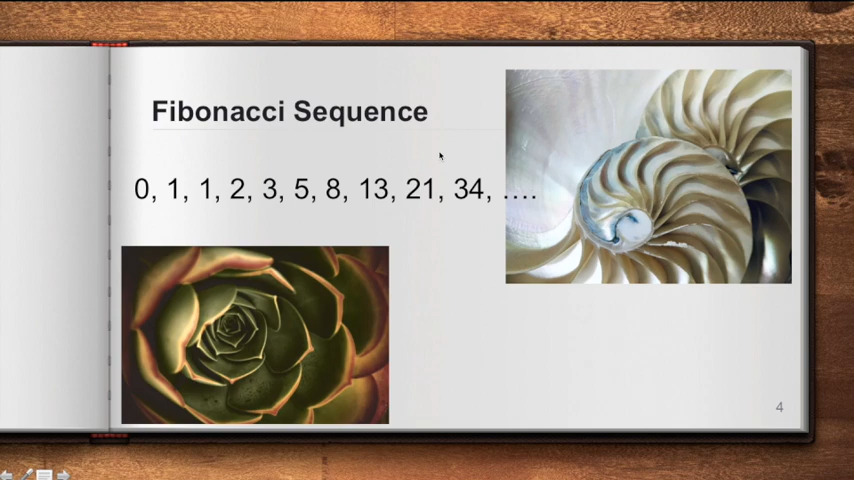 Fibonacci Sequence
0, 1, 1, 2, 3, 5, 8, 13, 21, 34, ....
4